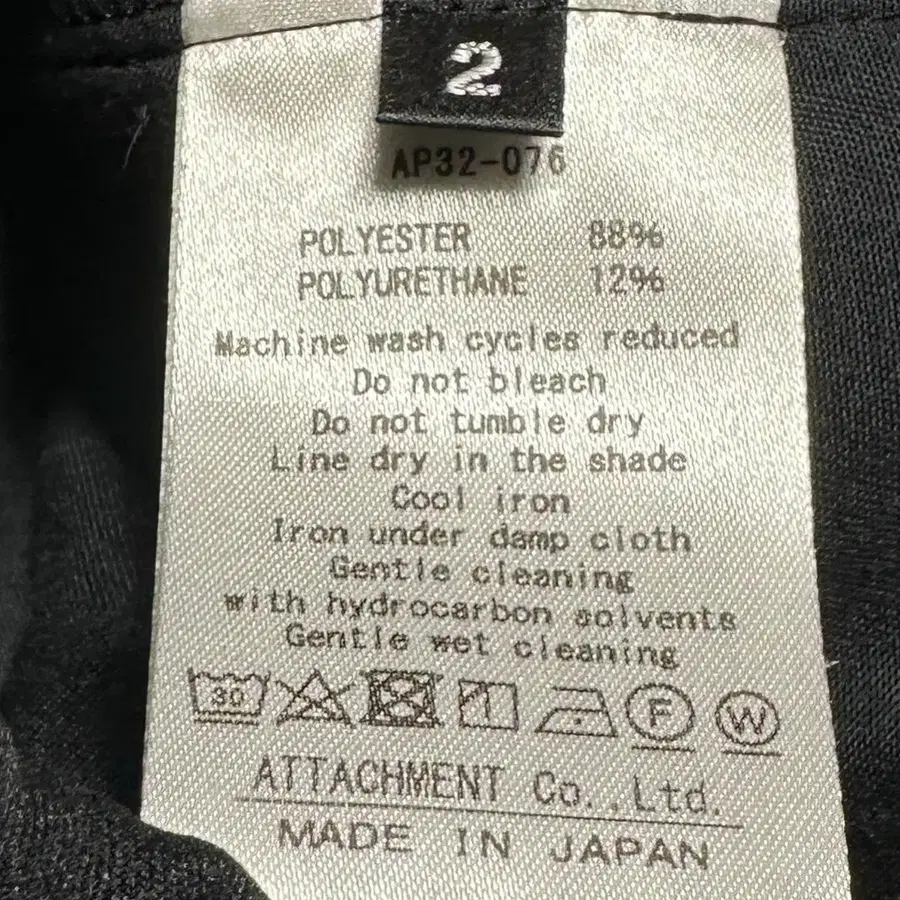 2
AP32-076
POLYESTER 88%
POLYURETHANE 12%
Machine wash cycles reduced
Do not bleach
Do not tumble dry
Line dry in the shade
Cool iron
Iron under damp cloth
Gentle cleaning
with hydrocarbon solvents
Gentle wet cleaning
30 F W
ATTACHMENT Co.,Ltd.
MADE IN JAPAN